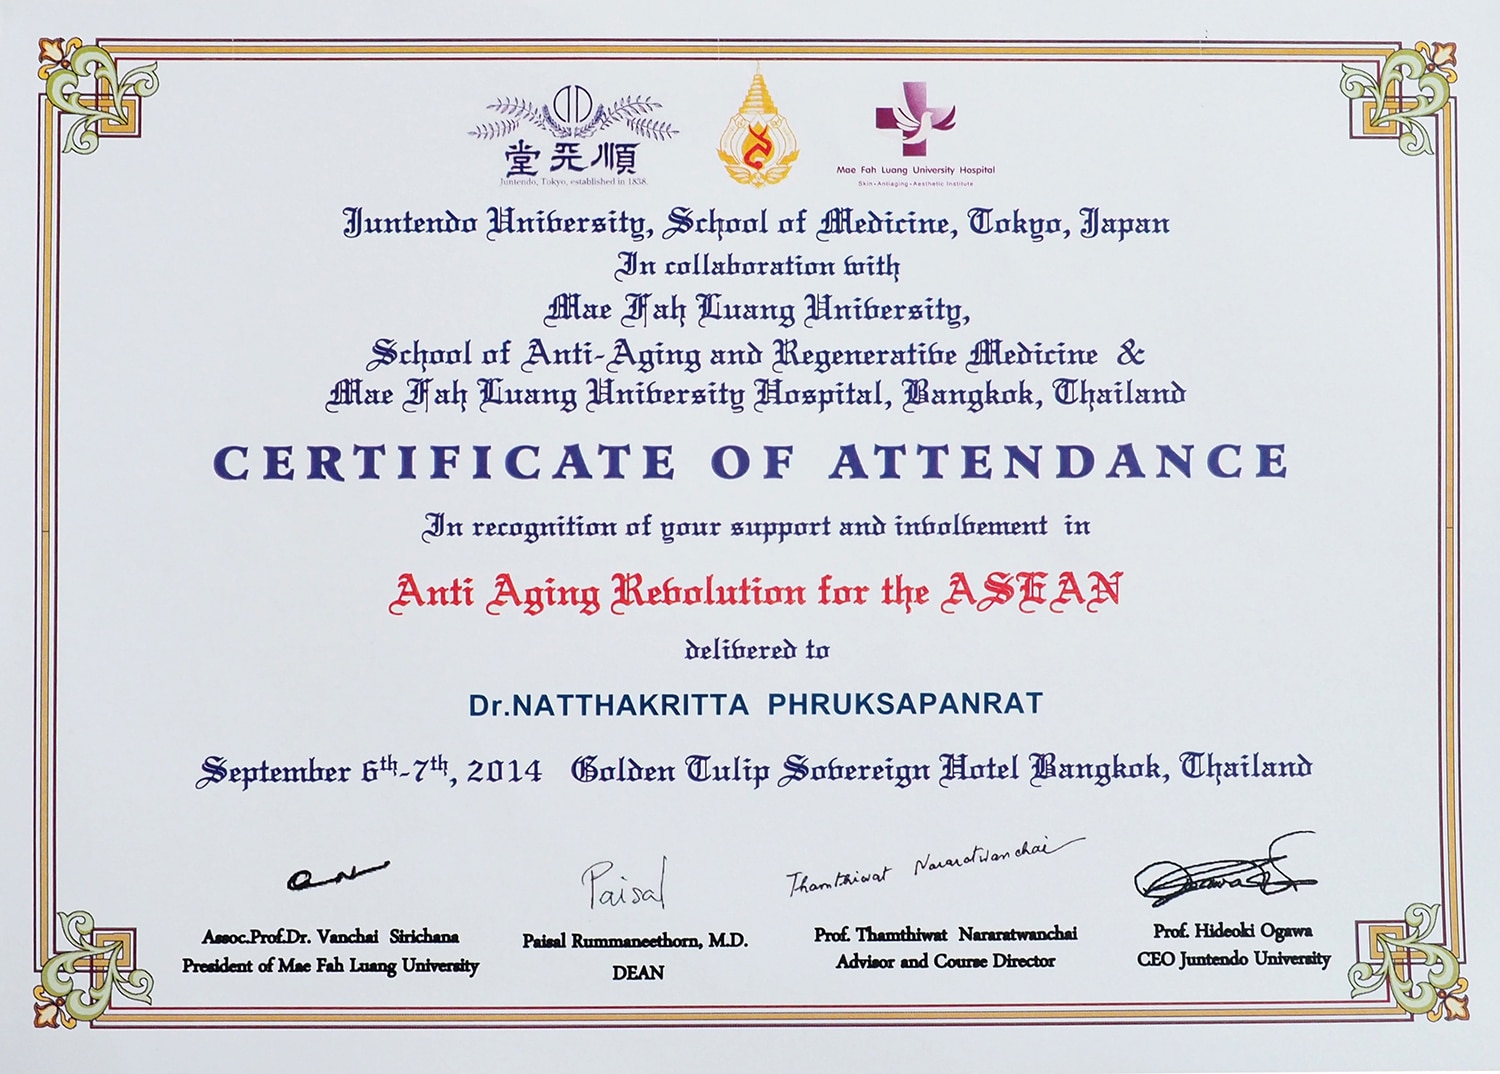 堂天順
Juntendo, Tokyo, established in 1838.
Mae Fah Luang University Hospital
Skin-Antiaging-Aesthetic Institute
Juntendo University, School of Medicine, Tokyo, Japan
In collaboration with
Mae Fah Luang University,
School of Anti-Aging and Regenerative Medicine &
Mae Fah Luang University Hospital, Bangkok, Thailand
CERTIFICATE OF ATTENDANCE
In recognition of your support and involvement in
Anti Aging Revolution for the ASEAN
delivered to
Dr.NATTHAKRITTA PHRUKSAPANRAT
September 6th-7th, 2014 Golden Tulip Sovereign Hotel Bangkok, Thailand
Paisal
Thamthiwat Nararatwanchai
Assoc.Prof.Dr. Vanchai Sirichana
President of Mae Fah Luang University
Paisal Rummaneethorn, M.D.
DEAN
Prof. Thamthiwat Nararatwanchai
Advisor and Course Director
Prof. Hideoki Ogawa
CEO Juntendo University